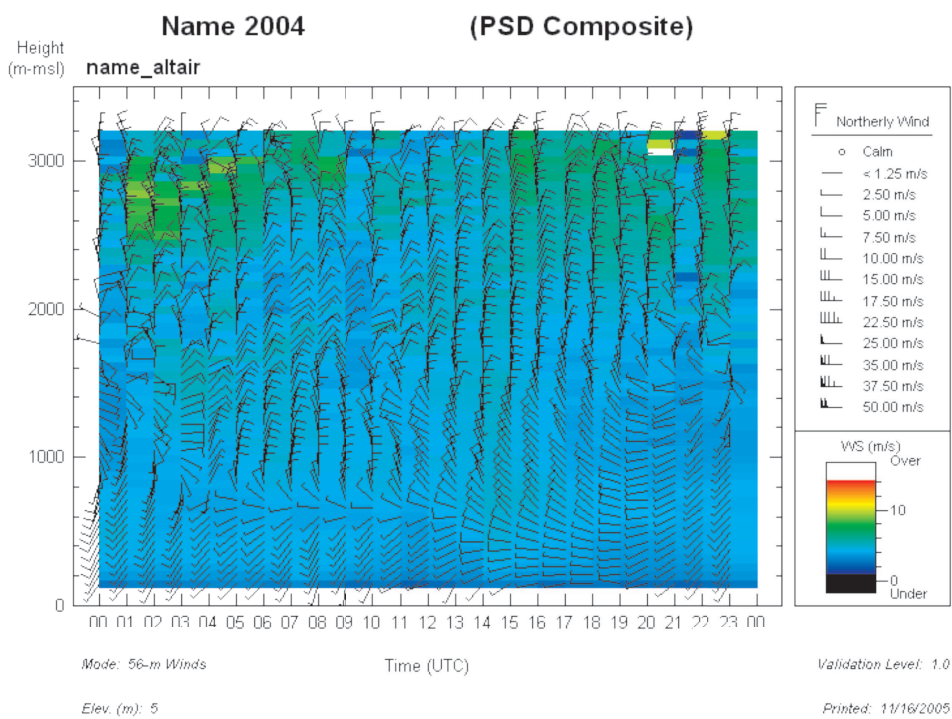 Name 2004 (PSD Composite)
Height
(m-msl)
name_altair
3000
2000
1000
0
00 01 02 03 04 05 06 07 08 09 10 11 12 13 14 15 16 17 18 19 20 21 22 23 00
Time (UTC)
Mode: 56-m Winds
Elev. (m): 5
Northerly Wind
Calm
< 1.25 m/s
2.50 m/s
5.00 m/s
7.50 m/s
10.00 m/s
15.00 m/s
17.50 m/s
22.50 m/s
25.00 m/s
35.00 m/s
37.50 m/s
50.00 m/s
WS (m/s)
Over
10
0
Under
Validation Level: 1.0
Printed: 11/16/2005